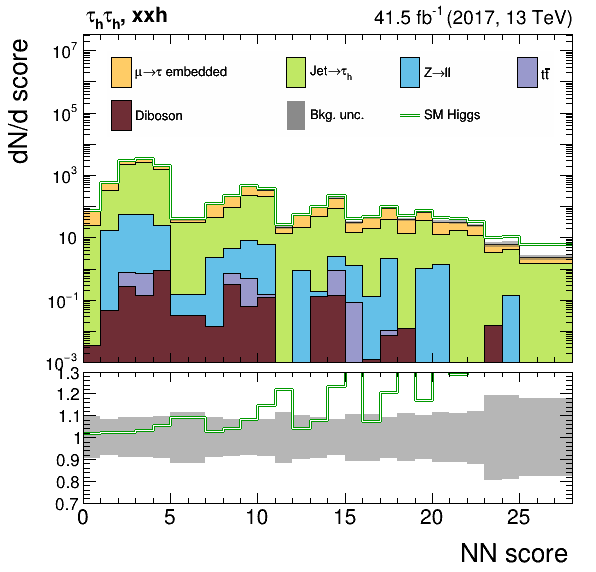 τhτh, xxh 41.5 fb⁻¹ (2017, 13 TeV)
dN/d score
10⁷
10⁵
10³
10
10⁻¹
10⁻³
μ→τ embedded Jet→τh Z→ll tt̄
Diboson Bkg. unc. SM Higgs
1.3
1.2
1.1
1
0.9
0.8
0.7
0 5 10 15 20 25
NN score